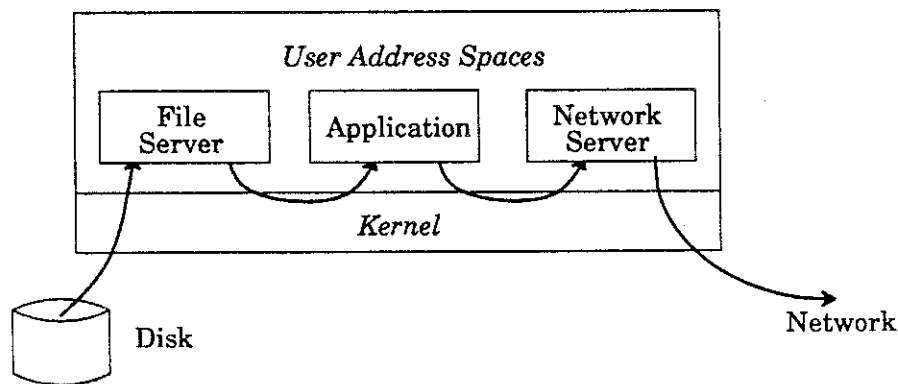 User Address Spaces
File
Server
Application
Network
Server
Kernel
Disk
Network